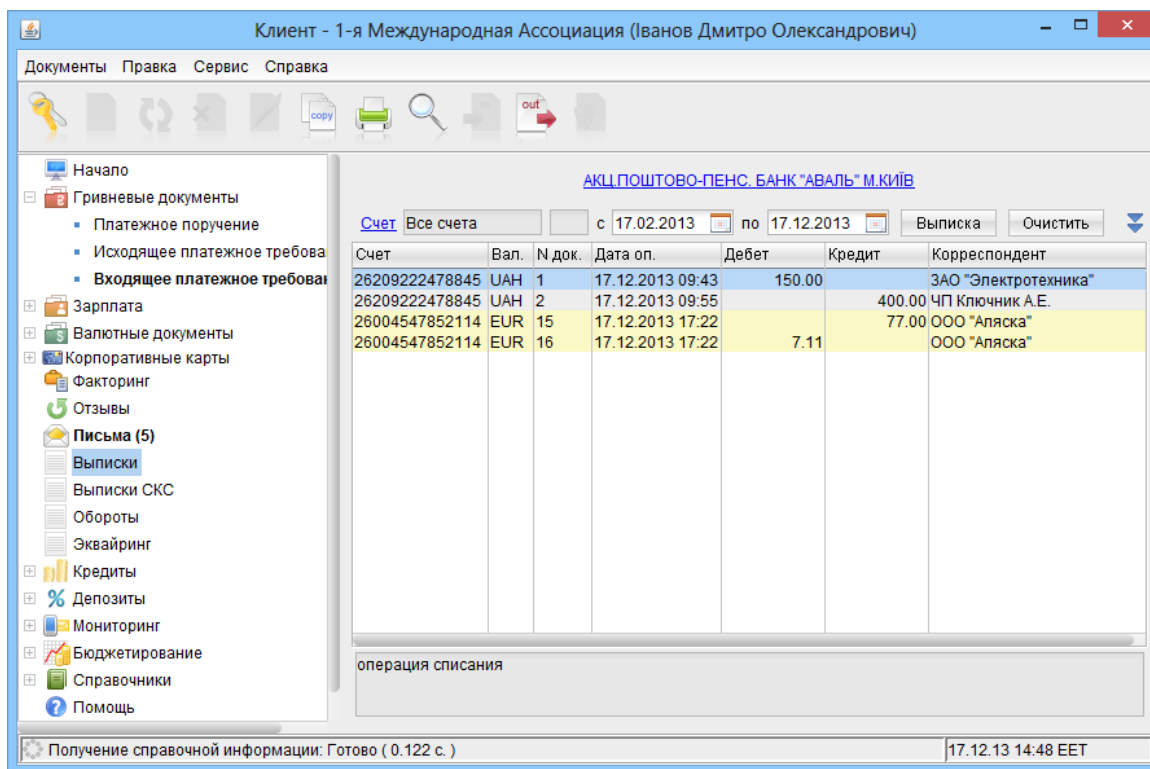 Клиент - 1-я Международная Ассоциация (Іванов Дмитро Олександрович)
Документы Правка Сервис Справка
copy out
Начало
Гривневые документы
Платежное поручение
Исходящее платежное требова
Входящее платежное требован
Зарплата
Валютные документы
Корпоративные карты
Факторинг
Отзывы
Письма (5)
Выписки
Выписки СКС
Обороты
Эквайринг
Кредиты
Депозиты
Мониторинг
Бюджетирование
Справочники
Помощь
АКЦ.ПОШТОВО-ПЕНС. БАНК "АВАЛЬ" М.КИЇВ
Счет Все счета с 17.02.2013 по 17.12.2013 Выписка Очистить
Счет Вал. N док. Дата оп. Дебет Кредит Корреспондент
26209222478845 UAH 1 17.12.2013 09:43 150.00 ЗАО "Электротехника"
26209222478845 UAH 2 17.12.2013 09:55 400.00 ЧП Ключник А.Е.
26004547852114 EUR 15 17.12.2013 17:22 77.00 ООО "Аляска"
26004547852114 EUR 16 17.12.2013 17:22 7.11 ООО "Аляска"
операция списания
Получение справочной информации: Готово ( 0.122 с. )
17.12.13 14:48 EET